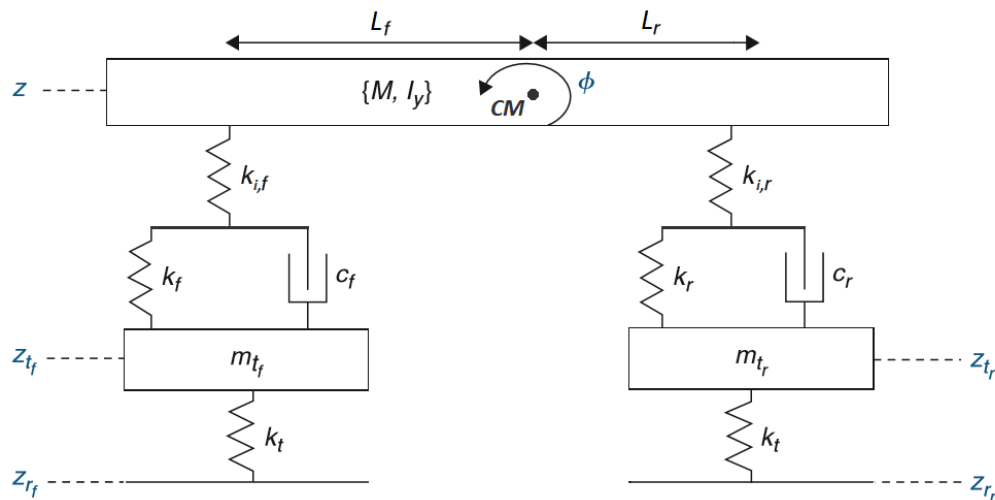 L_f L_r
z {M, I_y} CM ϕ
k_{i,f} k_{i,r}
k_f c_f k_r c_r
z_{t_f} m_{t_f} m_{t_r} z_{t_r}
k_t k_t
z_{r_f} z_{r_r}